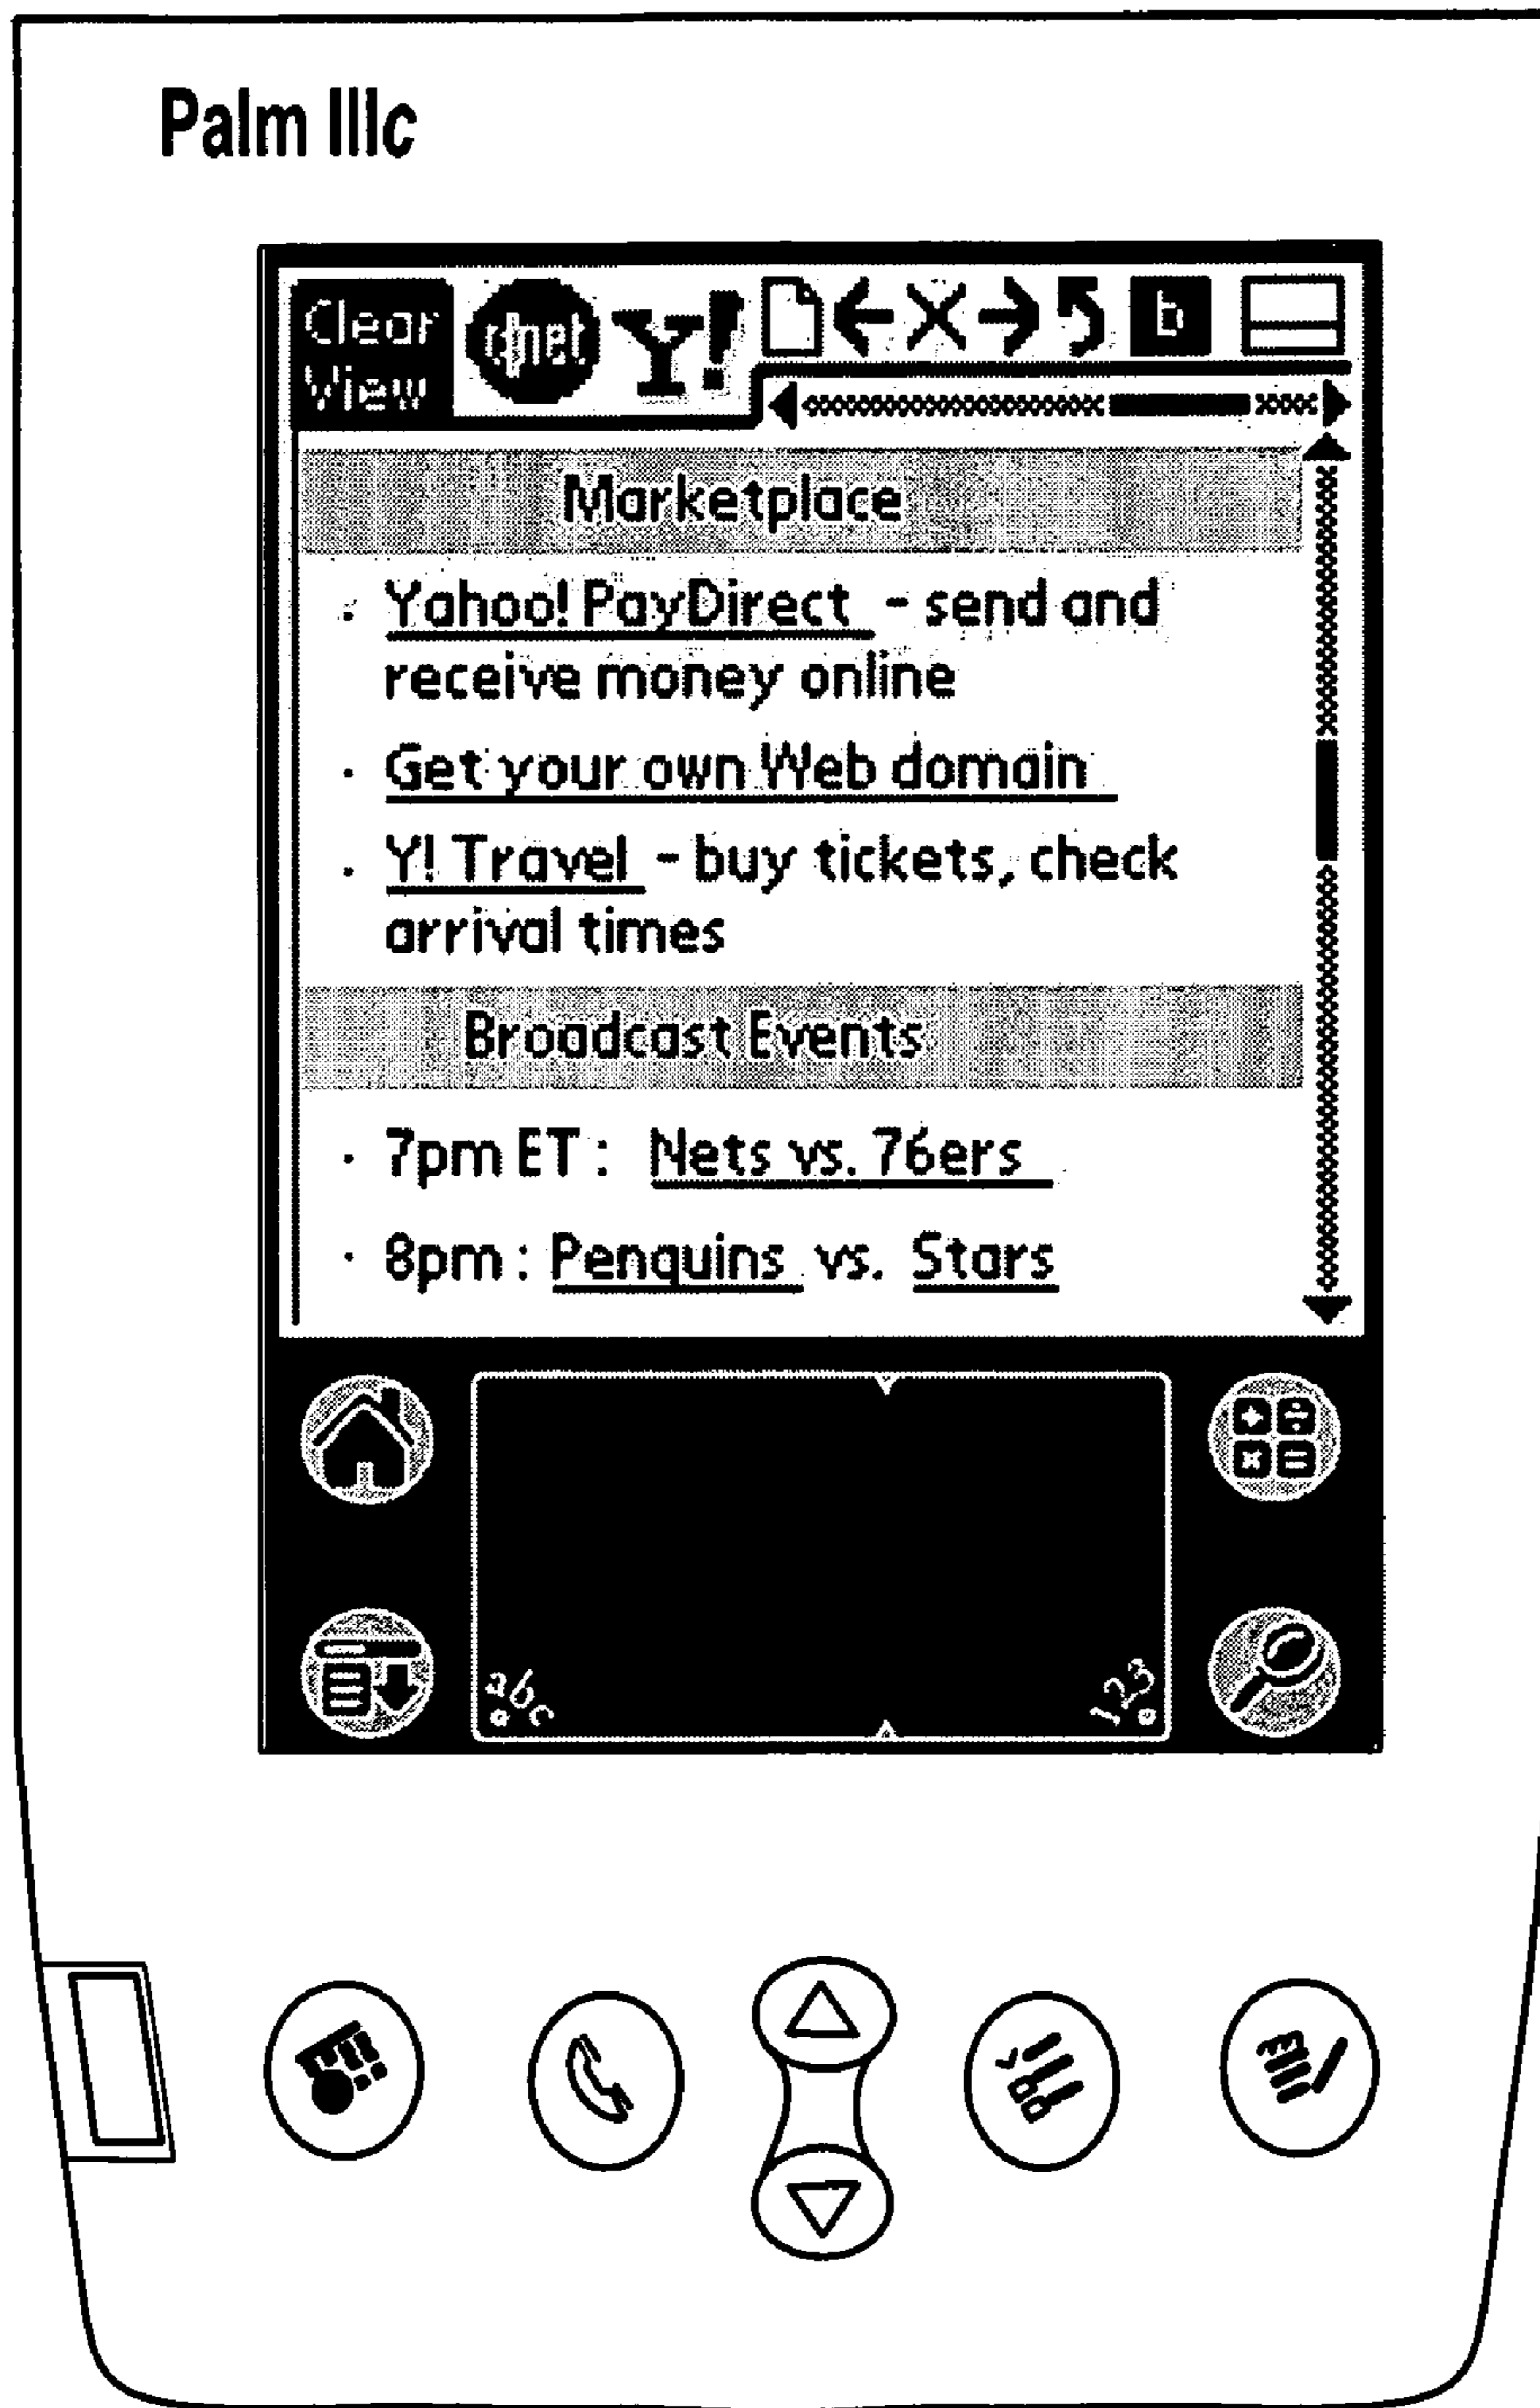 Palm IIIc
Clear
View
c|net
Y!
b
Marketplace
· Yahoo! PayDirect - send and
receive money online
· Get your own Web domain
· Y! Travel - buy tickets, check
arrival times
Broadcast Events
· 7pm ET : Nets vs. 76ers
· 8pm : Penguins vs. Stars
abc
123